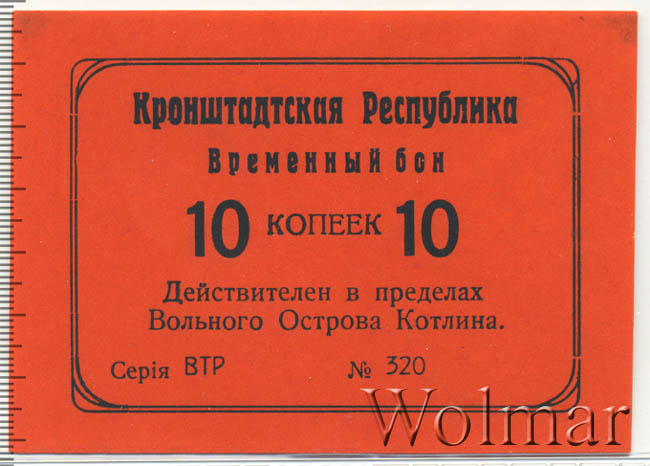 Кронштадтская Республика
Временный бон
10 КОПЕЕК 10
Действителен в пределах
Вольного Острова Котлина.
Серія ВТР № 320
Wolmar